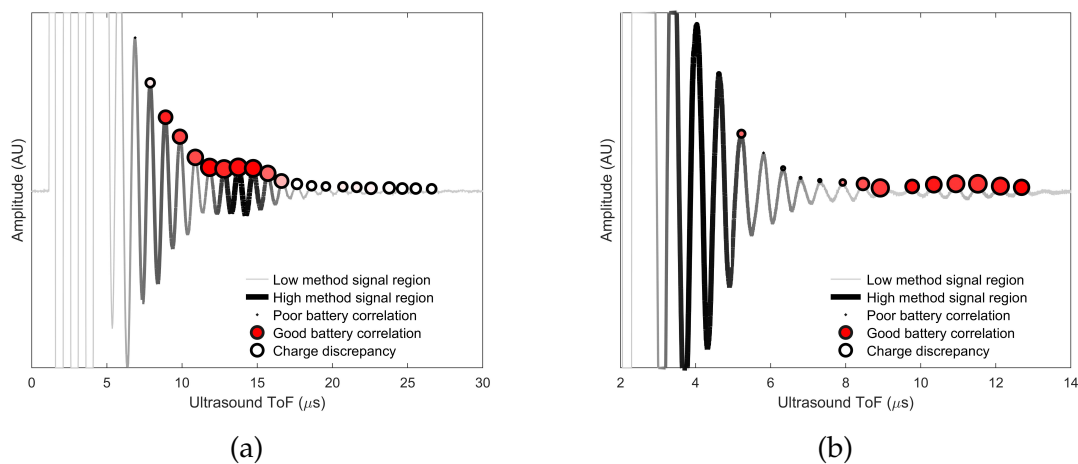 Amplitude (AU)
Low method signal region
High method signal region
Poor battery correlation
Good battery correlation
Charge discrepancy
0 5 10 15 20 25 30
Ultrasound ToF (μs)
(a)
Amplitude (AU)
Low method signal region
High method signal region
Poor battery correlation
Good battery correlation
Charge discrepancy
2 4 6 8 10 12 14
Ultrasound ToF (μs)
(b)